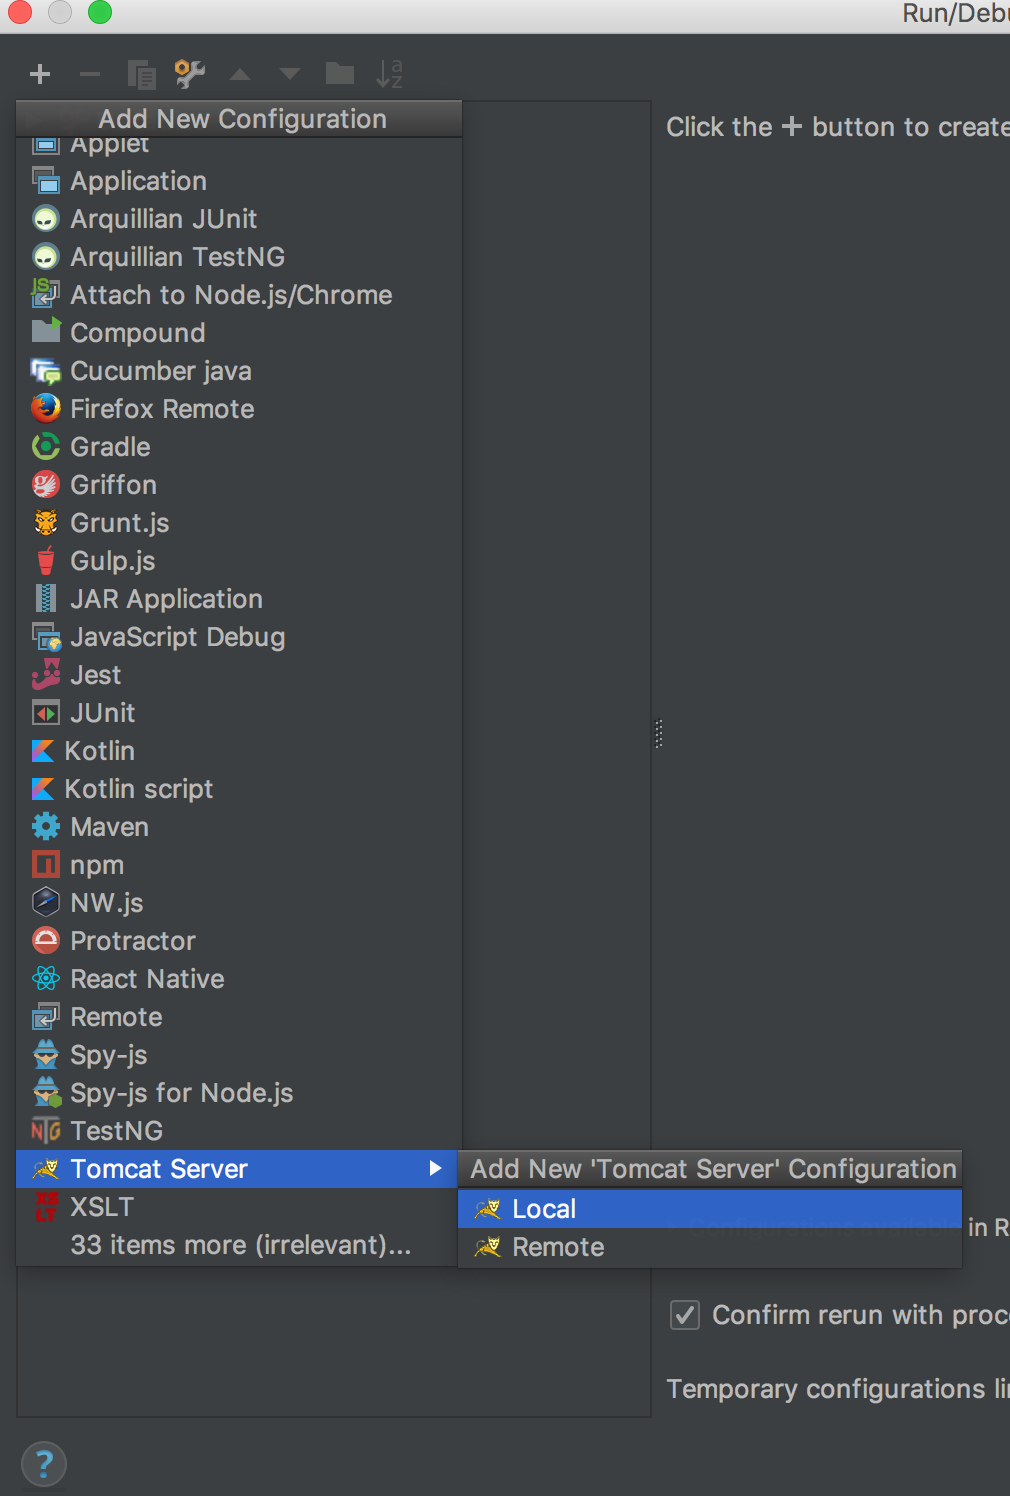 Run/Debu
Add New Configuration
Click the + button to create
Applet
Application
Arquillian JUnit
Arquillian TestNG
Attach to Node.js/Chrome
Compound
Cucumber java
Firefox Remote
Gradle
Griffon
Grunt.js
Gulp.js
JAR Application
JavaScript Debug
Jest
JUnit
Kotlin
Kotlin script
Maven
npm
NW.js
Protractor
React Native
Remote
Spy-js
Spy-js for Node.js
TestNG
Tomcat Server
XSLT
33 items more (irrelevant)...
Add New 'Tomcat Server' Configuration
Local
Remote
Configurations available in R
Confirm rerun with proc
Temporary configurations li
?